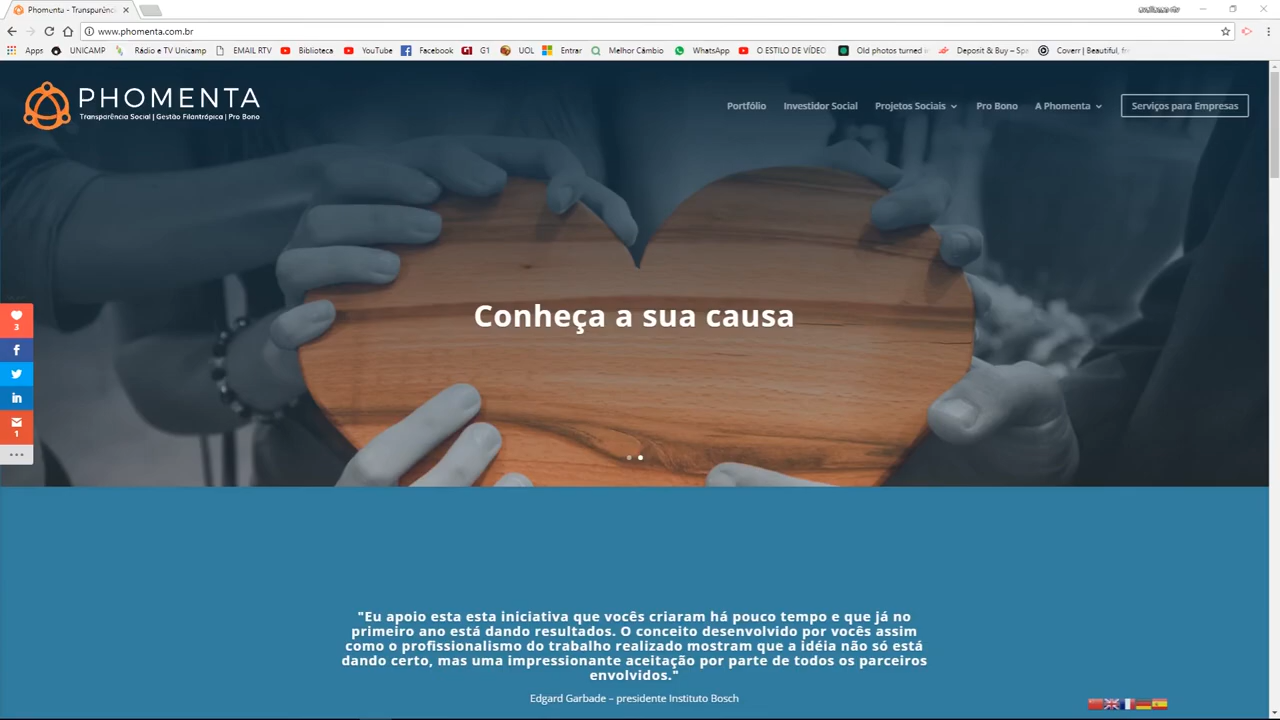 Phomenta - Transparênc
www.phomenta.com.br
Apps UNICAMP Rádio e TV Unicamp EMAIL RTV Biblioteca YouTube Facebook G1 UOL Entrar Melhor Câmbio WhatsApp O ESTILO DE VÍDEO Old photos turned i Deposit & Buy – Spa Coverr | Beautiful, fr
PHOMENTA
Transparência Social | Gestão Filantrópica | Pro Bono
Portfólio Investidor Social Projetos Sociais Pro Bono A Phomenta Serviços para Empresas
Conheça a sua causa
3
1
"Eu apoio esta esta iniciativa que vocês criaram há pouco tempo e que já no
primeiro ano está dando resultados. O conceito desenvolvido por vocês assim
como o profissionalismo do trabalho realizado mostram que a idéia não só está
dando certo, mas uma impressionante aceitação por parte de todos os parceiros
envolvidos."
Edgard Garbade – presidente Instituto Bosch